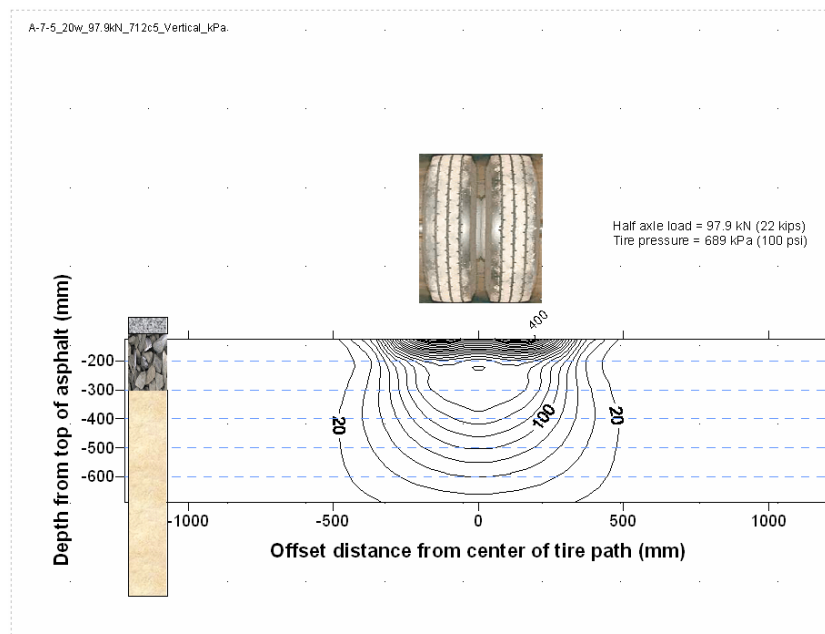 A-7-5_20w_97.9kN_712c5_Vertical_kPa.
Half axle load = 97.9 kN (22 kips)
Tire pressure = 689 kPa (100 psi)
400
Depth from top of asphalt (mm)
-200
-300
-400
-500
-600
20
100
20
-1000
-500
0
500
1000
Offset distance from center of tire path (mm)